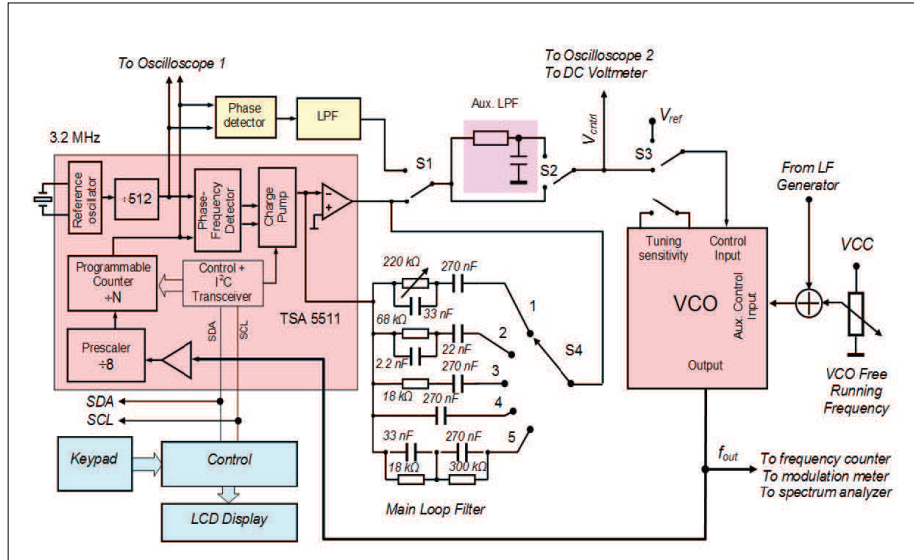 To Oscilloscope 1
To Oscilloscope 2
To DC Voltmeter
Phase
detector
LPF
Aux. LPF
Vcntrl
Vref
3.2 MHz
S1
S2
S3
From LF
Generator
Reference
oscillator
÷512
Phase-
Frequency
Detector
Charge
Pump
-
+
Tuning
sensitivity
Control
Input
VCC
Programmable
Counter
÷N
Control +
I²C
Transceiver
220 kΩ
270 nF
33 nF
1
VCO
Aux. Control
Input
SDA
SCL
TSA 5511
68 kΩ
22 nF
2
S4
Prescaler
÷8
2.2 nF
270 nF
3
Output
18 kΩ
270 nF
4
VCO Free
Running
Frequency
SDA
SCL
33 nF
270 nF
5
18 kΩ
300 kΩ
Keypad
Control
Main Loop Filter
fout
To frequency counter
To modulation meter
To spectrum analyzer
LCD Display